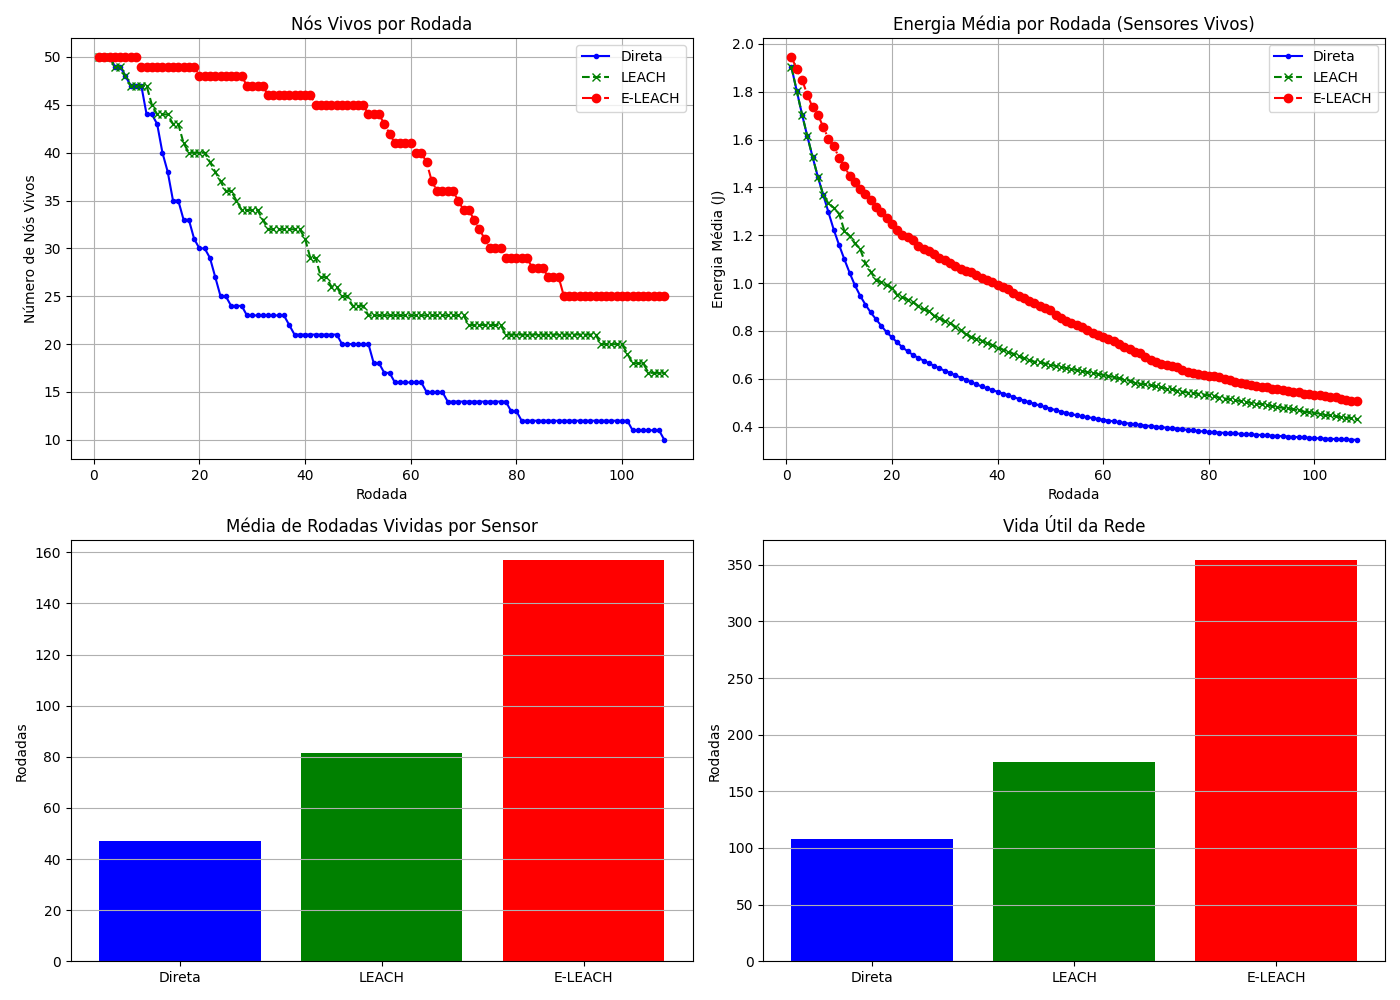 Nós Vivos por Rodada
Número de Nós Vivos
50
45
40
35
30
25
20
15
10
Direta
LEACH
E-LEACH
0 20 40 60 80 100
Rodada
Energia Média por Rodada (Sensores Vivos)
Energia Média (J)
2.0
1.8
1.6
1.4
1.2
1.0
0.8
0.6
0.4
Direta
LEACH
E-LEACH
0 20 40 60 80 100
Rodada
Média de Rodadas Vividas por Sensor
Rodadas
160
140
120
100
80
60
40
20
0
Direta LEACH E-LEACH
Vida Útil da Rede
Rodadas
350
300
250
200
150
100
50
0
Direta LEACH E-LEACH